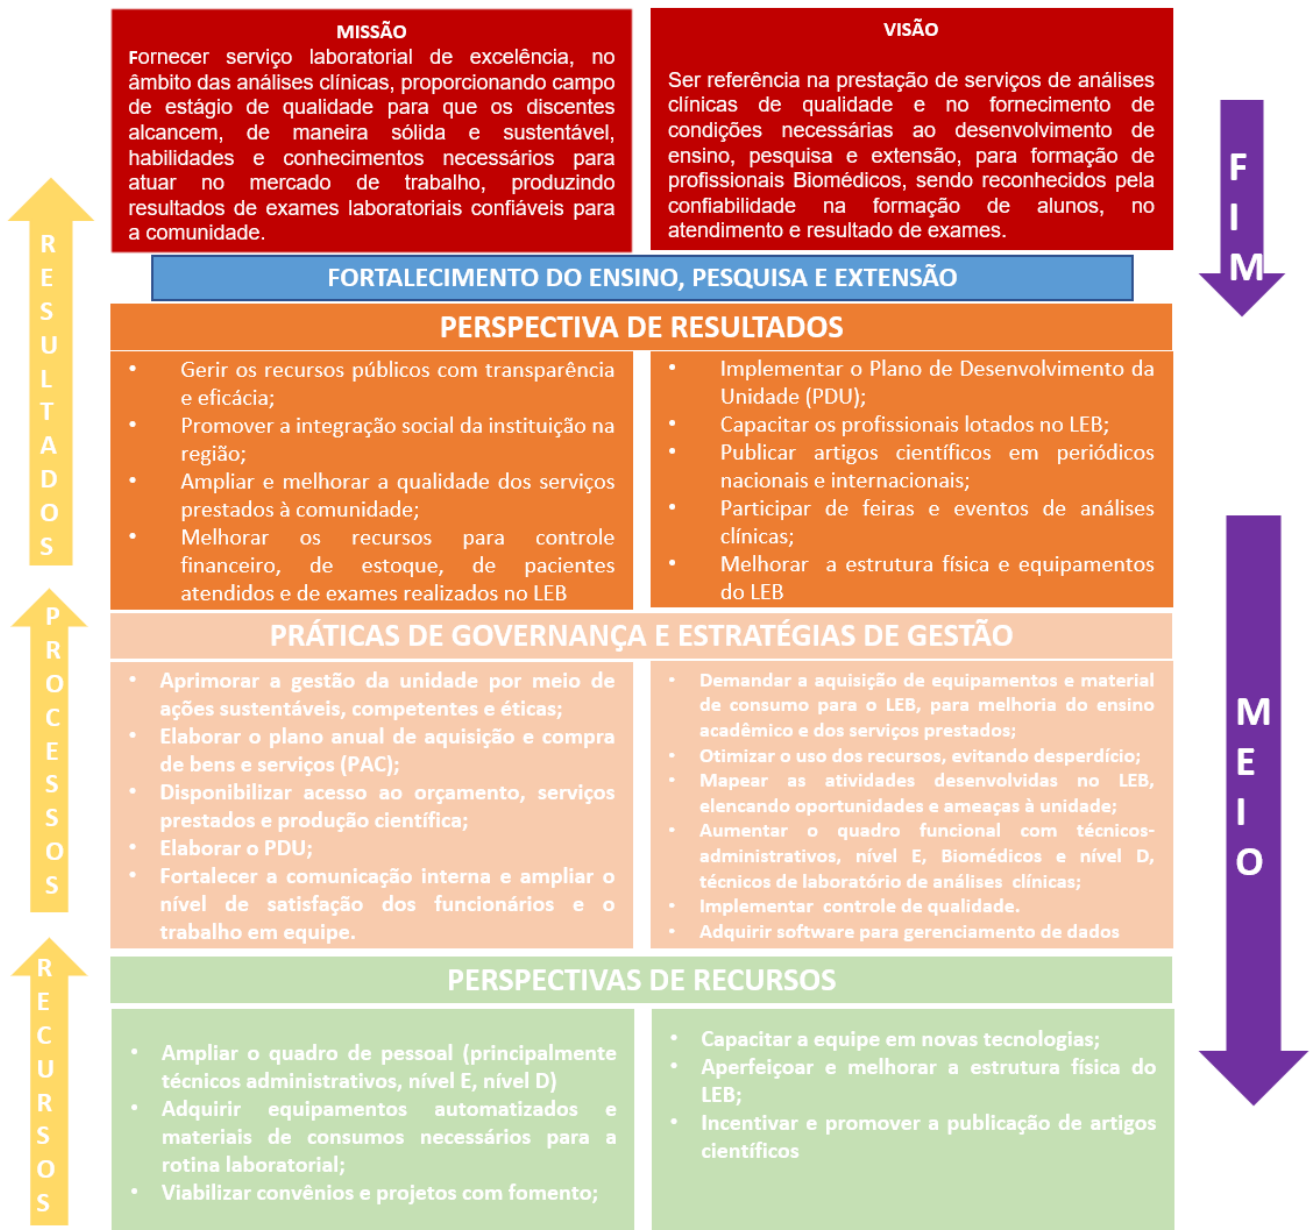 MISSÃO
Fornecer serviço laboratorial de excelência, no
âmbito das análises clínicas, proporcionando campo
de estágio de qualidade para que os discentes
alcancem, de maneira sólida e sustentável,
habilidades e conhecimentos necessários para
atuar no mercado de trabalho, produzindo
resultados de exames laboratoriais confiáveis para
a comunidade.
VISÃO
Ser referência na prestação de serviços de análises
clínicas de qualidade e no fornecimento de
condições necessárias ao desenvolvimento de
ensino, pesquisa e extensão, para formação de
profissionais Biomédicos, sendo reconhecidos pela
confiabilidade na formação de alunos, no
atendimento e resultado de exames.
FIM
RESULTADOS
FORTALECIMENTO DO ENSINO, PESQUISA E EXTENSÃO
PERSPECTIVA DE RESULTADOS
• Gerir os recursos públicos com transparência
e eficácia;
• Promover a integração social da instituição na
região;
• Ampliar e melhorar a qualidade dos serviços
prestados à comunidade;
• Melhorar os recursos para controle
financeiro, de estoque, de pacientes
atendidos e de exames realizados no LEB
• Implementar o Plano de Desenvolvimento da
Unidade (PDU);
• Capacitar os profissionais lotados no LEB;
• Publicar artigos científicos em periódicos
nacionais e internacionais;
• Participar de feiras e eventos de análises
clínicas;
• Melhorar a estrutura física e equipamentos
do LEB
MEIO
PROCESSOS
PRÁTICAS DE GOVERNANÇA E ESTRATÉGIAS DE GESTÃO
• Aprimorar a gestão da unidade por meio de
ações sustentáveis, competentes e éticas;
• Elaborar o plano anual de aquisição e compra
de bens e serviços (PAC);
• Disponibilizar acesso ao orçamento, serviços
prestados e produção científica;
• Elaborar o PDU;
• Fortalecer a comunicação interna e ampliar o
nível de satisfação dos funcionários e o
trabalho em equipe.
• Demandar a aquisição de equipamentos e material
de consumo para o LEB, para melhoria do ensino
acadêmico e dos serviços prestados;
• Otimizar o uso dos recursos, evitando desperdício;
• Mapear as atividades desenvolvidas no LEB,
elencando oportunidades e ameaças à unidade;
• Aumentar o quadro funcional com técnicos-
administrativos, nível E, Biomédicos e nível D,
técnicos de laboratório de análises clínicas;
• Implementar controle de qualidade.
• Adquirir software para gerenciamento de dados
RECURSOS
PERSPECTIVAS DE RECURSOS
• Ampliar o quadro de pessoal (principalmente
técnicos administrativos, nível E, nível D)
• Adquirir equipamentos automatizados e
materiais de consumos necessários para a
rotina laboratorial;
• Viabilizar convênios e projetos com fomento;
• Capacitar a equipe em novas tecnologias;
• Aperfeiçoar e melhorar a estrutura física do
LEB;
• Incentivar e promover a publicação de artigos
científicos